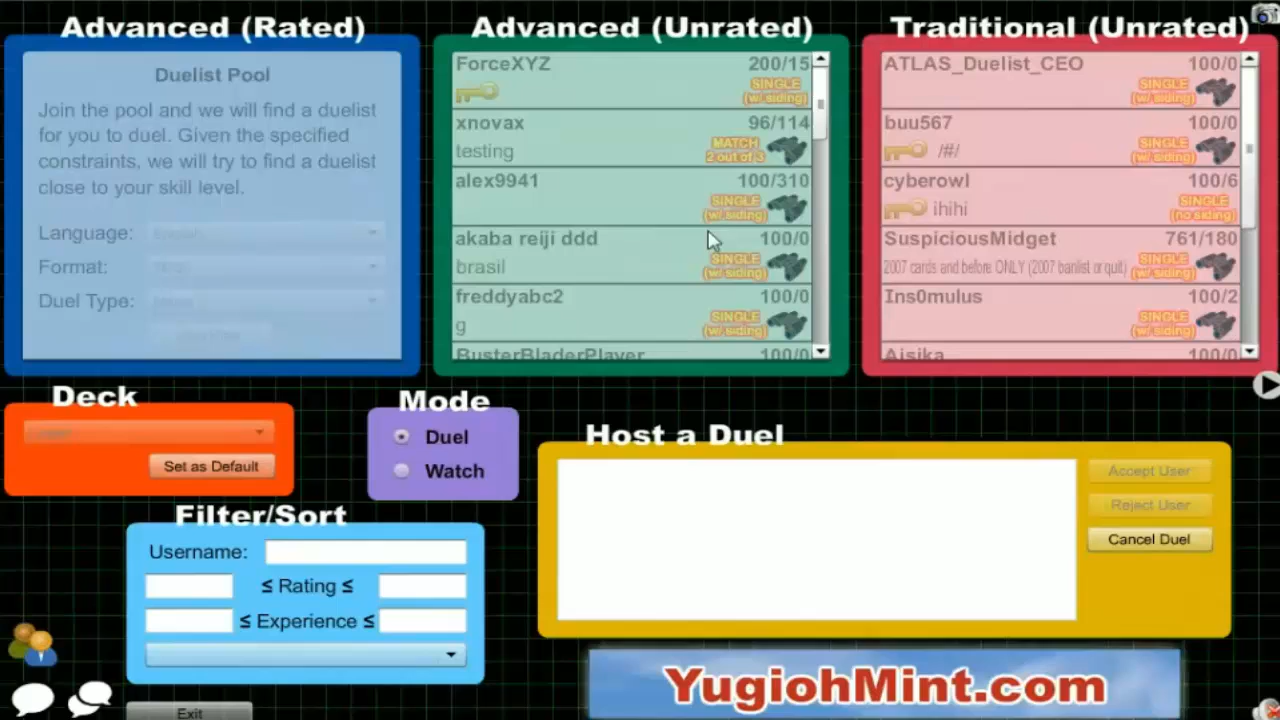 Advanced (Rated)
Duelist Pool
Join the pool and we will find a duelist
for you to duel. Given the specified
constraints, we will try to find a duelist
close to your skill level.
Language:
Format:
Duel Type:
Advanced (Unrated)
ForceXYZ 200/15
SINGLE
(w/ siding)
xnovax 96/114
testing MATCH
2 out of 3
alex9941 100/310
SINGLE
(w/ siding)
akaba reiji ddd 100/0
brasil SINGLE
(w/ siding)
freddyabc2 100/0
g SINGLE
(w/ siding)
BusterBladerPlayer 100/0
Traditional (Unrated)
ATLAS_Duelist_CEO 100/0
SINGLE
(w/ siding)
buu567 100/0
/#/ SINGLE
(w/ siding)
cyberowl 100/6
ihihi SINGLE
(no siding)
SuspiciousMidget 761/180
2007 cards and before ONLY (2007 banlist or quit) SINGLE
(w/ siding)
Ins0mulus 100/2
SINGLE
(w/ siding)
Aisika 100/0
Deck
Set as Default
Mode
Duel
Watch
Host a Duel
Accept User
Reject User
Cancel Duel
Filter/Sort
Username:
≤ Rating ≤
≤ Experience ≤
Exit
YugiohMint.com